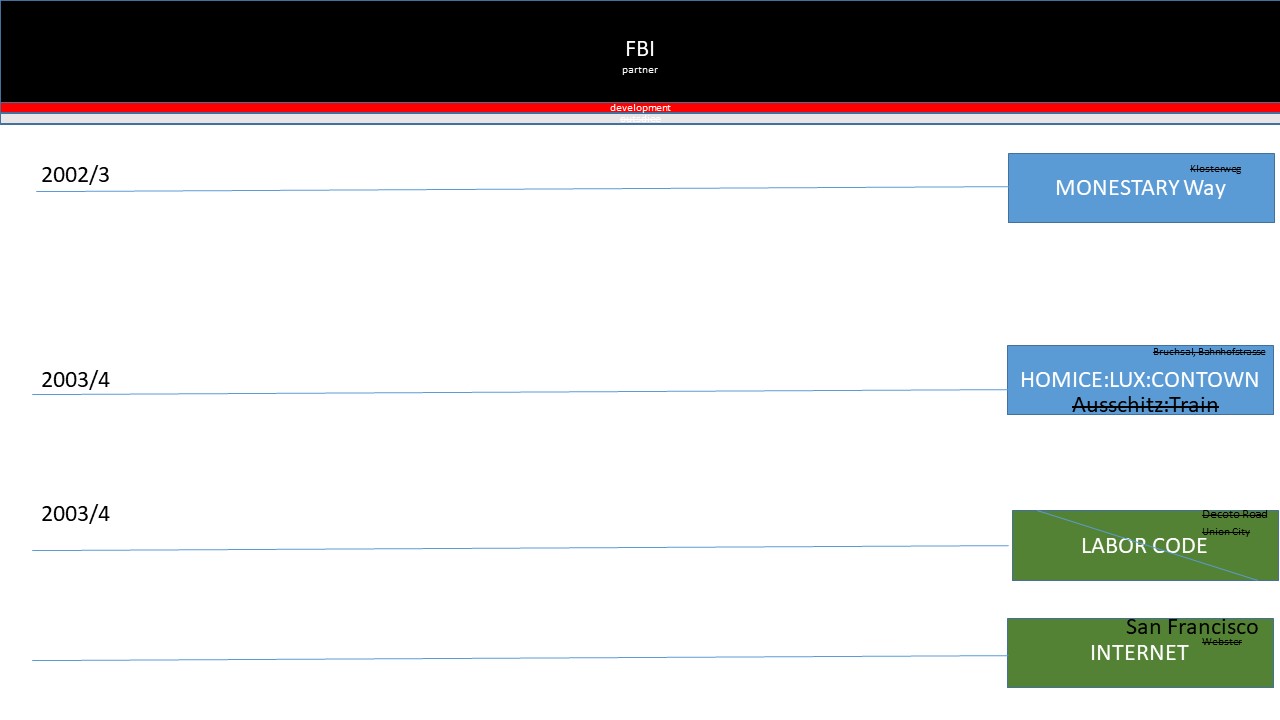 FBI
partner
development
2002/3
Klosterweg
MONESTARY Way
Bruchsal, Bahnhofstrasse
2003/4
HOMICE:LUX:CONTOWN
Ausschitz:Train
2003/4
Decoto Road
Union City
LABOR CODE
San Francisco
Webster
INTERNET